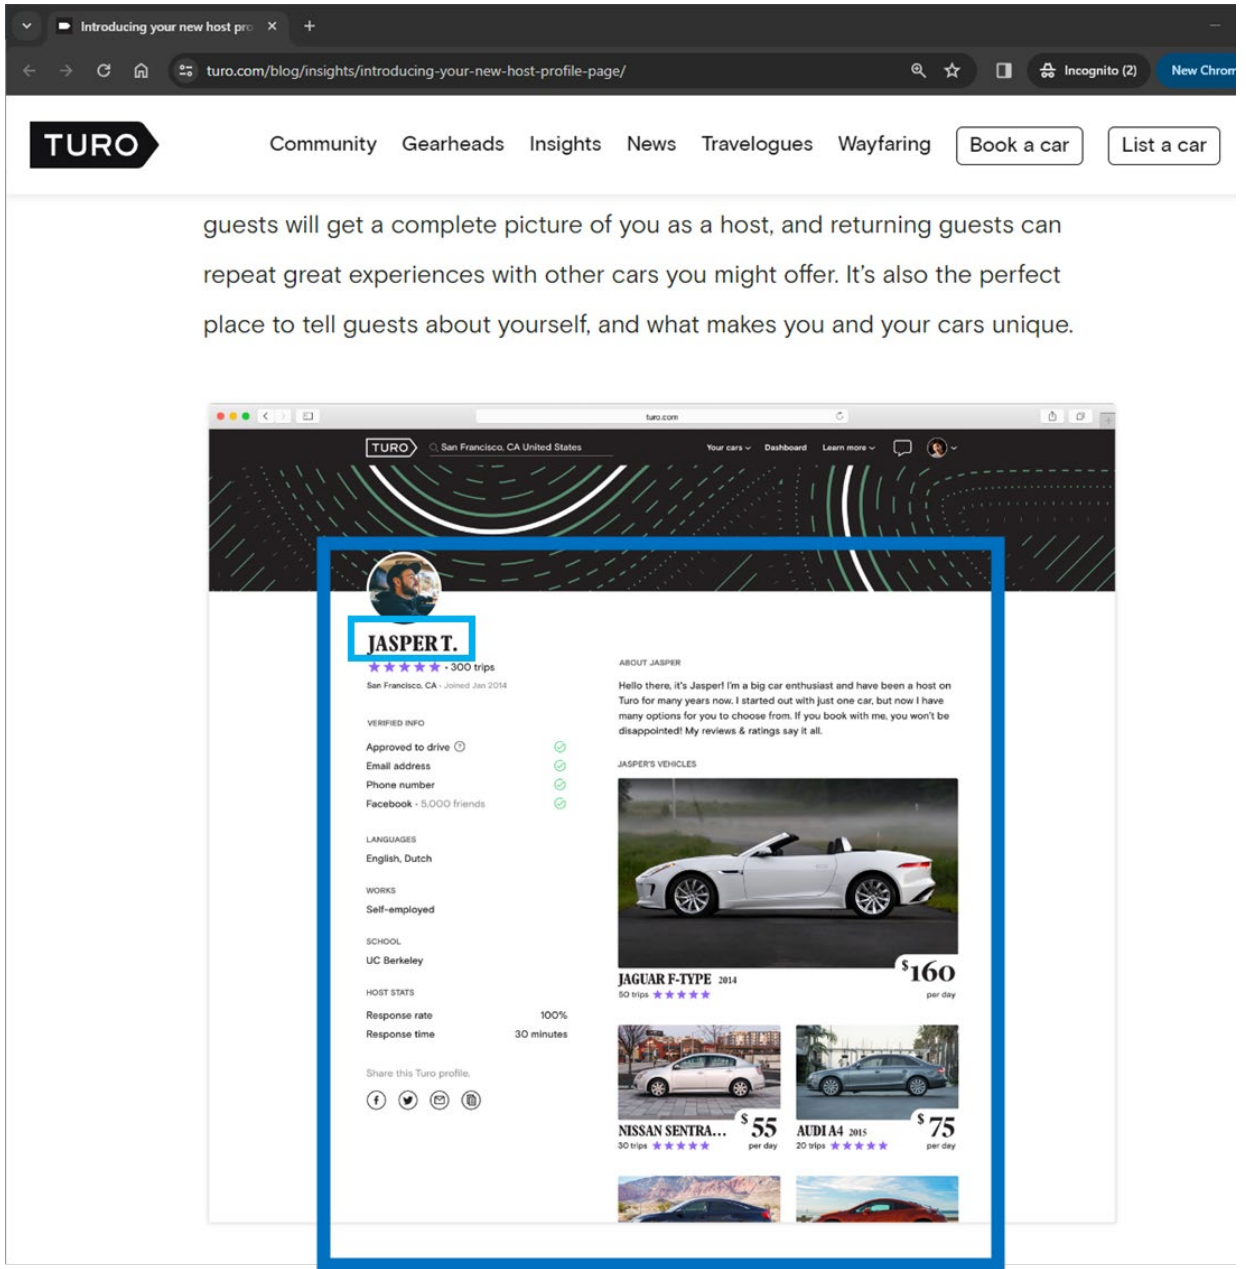 Introducing your new host pro
turo.com/blog/insights/introducing-your-new-host-profile-page/
Incognito (2)
New Chrom
TURO
Community Gearheads Insights News Travelogues Wayfaring Book a car List a car
guests will get a complete picture of you as a host, and returning guests can
repeat great experiences with other cars you might offer. It's also the perfect
place to tell guests about yourself, and what makes you and your cars unique.
turo.com
TURO San Francisco, CA United States Your cars Dashboard Learn more
JASPER T.
• 300 trips
San Francisco, CA • Joined Jan 2014
VERIFIED INFO
Approved to drive ?
Email address
Phone number
Facebook • 5,000 friends
LANGUAGES
English, Dutch
WORKS
Self-employed
SCHOOL
UC Berkeley
HOST STATS
Response rate 100%
Response time 30 minutes
Share this Turo profile.
ABOUT JASPER
Hello there, it's Jasper! I'm a big car enthusiast and have been a host on
Turo for many years now. I started out with just one car, but now I have
many options for you to choose from. If you book with me, you won't be
disappointed! My reviews & ratings say it all.
JASPER'S VEHICLES
JAGUAR F-TYPE 2014 $160
50 trips per day
NISSAN SENTRA... $55
30 trips per day
AUDI A4 2015 $75
20 trips per day